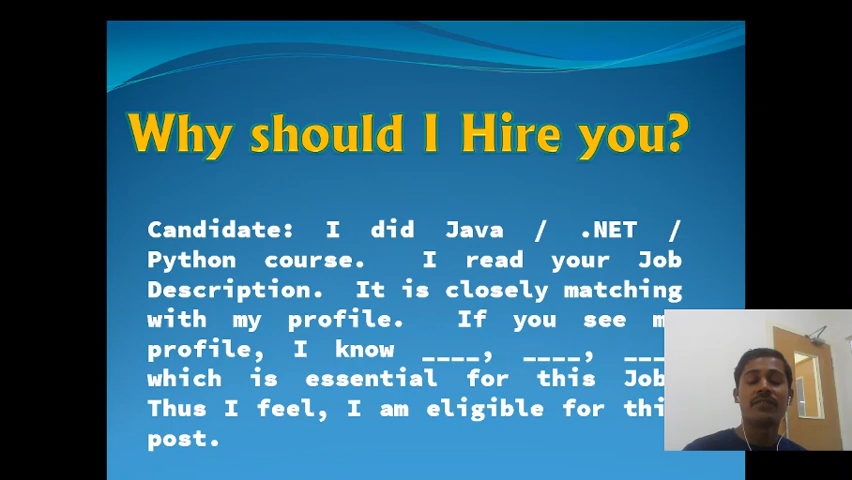 Why should I Hire you?
Candidate: I did Java / .NET /
Python course. I read your Job
Description. It is closely matching
with my profile. If you see m
profile, I know ____, ____, ___
which is essential for this Job
Thus I feel, I am eligible for thi
post.